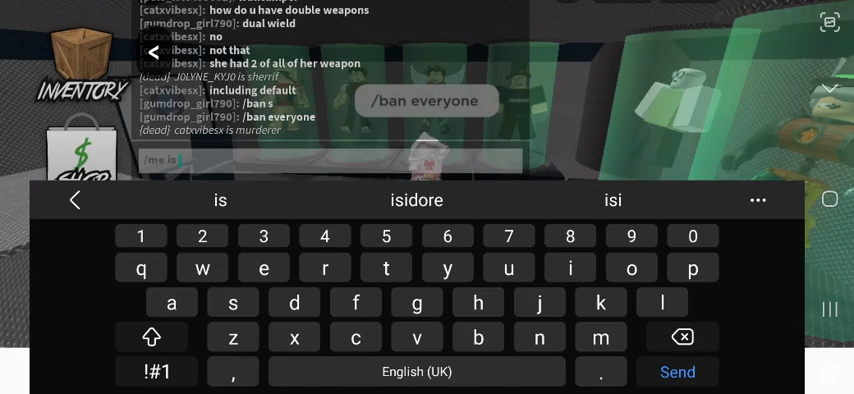 [catxvibesx]: how do u have double weapons
[gumdrop_girl790]: dual wield
[catxvibesx]: no
[catxvibesx]: not that
[catxvibesx]: she had 2 of all of her weapon
{dead} J0LYNE_KYJ0 is sherrif
[catxvibesx]: including default
[gumdrop_girl790]: /ban s
[gumdrop_girl790]: /ban everyone
{dead} catxvibesx is murderer
/me is
/ban everyone
INVENTORY
$
is isidore isi ...
1 2 3 4 5 6 7 8 9 0
q w e r t y u i o p
a s d f g h j k l
z x c v b n m
!#1 , English (UK) . Send